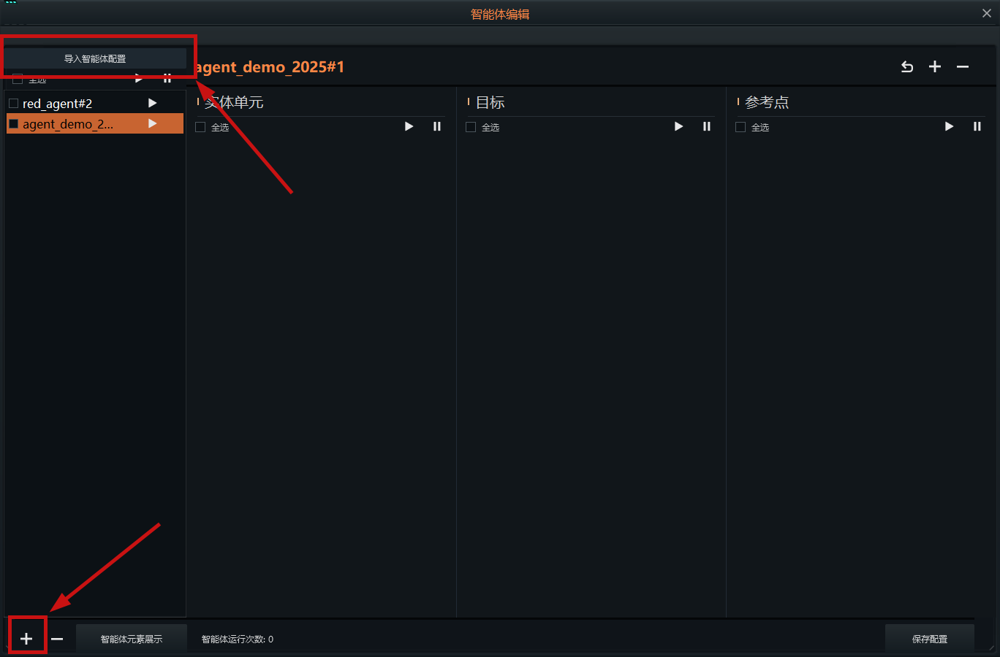 智能体编辑
导入智能体配置
全选
red_agent#2
agent_demo_2...
agent_demo_2025#1
实体单元
全选
目标
全选
参考点
全选
智能体元素展示
智能体运行次数: 0
保存配置